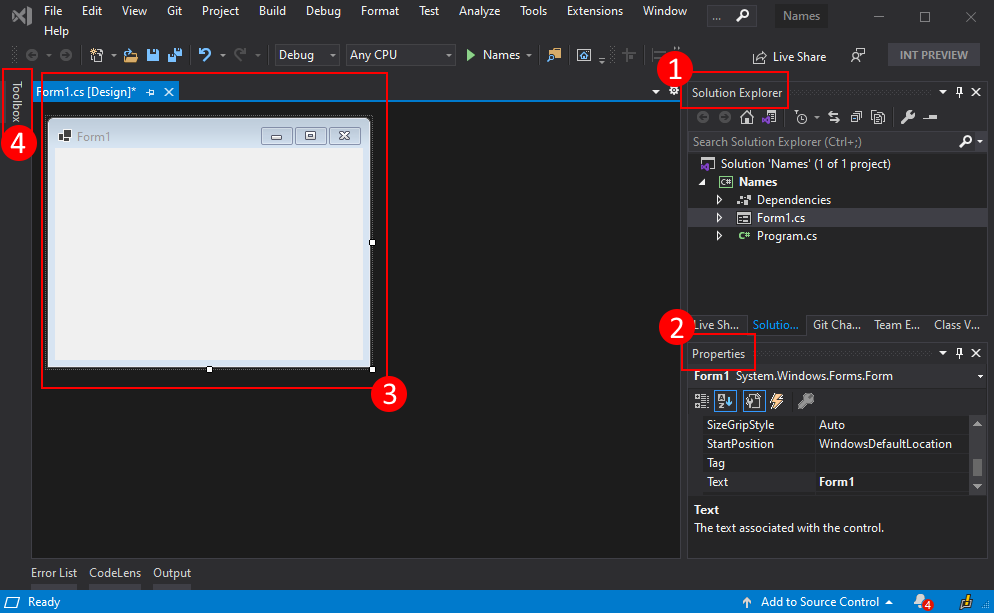 File Edit View Git Project Build Debug Format Test Analyze Tools Extensions Window ... Names
Help
Debug Any CPU Names Live Share INT PREVIEW
1
Toolbox
4
Form1.cs [Design]*
Form1
3
Solution Explorer
Search Solution Explorer (Ctrl+;)
Solution 'Names' (1 of 1 project)
C# Names
Dependencies
Form1.cs
C# Program.cs
Live Sh... Solutio... Git Cha... Team E... Class V...
2
Properties
Form1 System.Windows.Forms.Form
SizeGripStyle Auto
StartPosition WindowsDefaultLocation
Tag
Text Form1
Text
The text associated with the control.
Error List CodeLens Output
Ready Add to Source Control 4